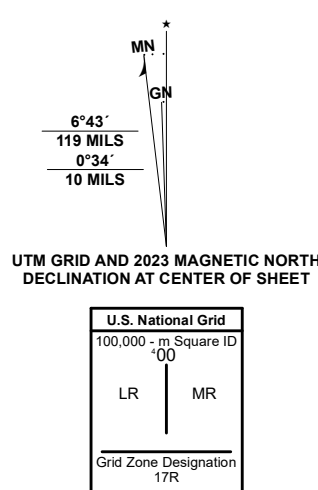 ★
MN
GN
6°43´
119 MILS
0°34´
10 MILS
UTM GRID AND 2023 MAGNETIC NORTH
DECLINATION AT CENTER OF SHEET
U.S. National Grid
100,000 - m Square ID
⁴00
LR MR
Grid Zone Designation
17R